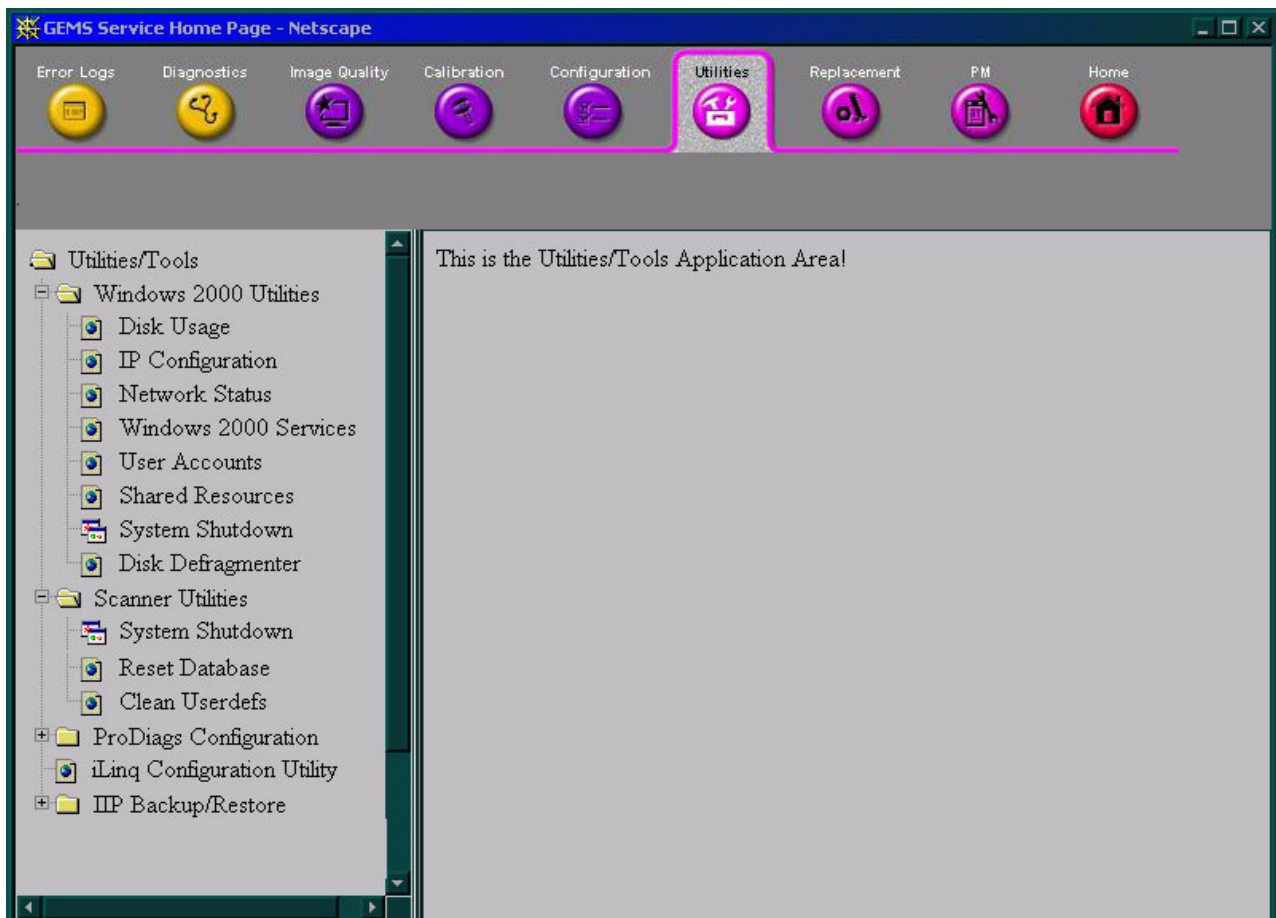 GEMS Service Home Page - Netscape
Error Logs Diagnostics Image Quality Calibration Configuration Utilities Replacement PM Home
Utilities/Tools
This is the Utilities/Tools Application Area!
Windows 2000 Utilities
Disk Usage
IP Configuration
Network Status
Windows 2000 Services
User Accounts
Shared Resources
System Shutdown
Disk Defragmenter
Scanner Utilities
System Shutdown
Reset Database
Clean Userdefs
ProDiags Configuration
iLinq Configuration Utility
IIP Backup/Restore